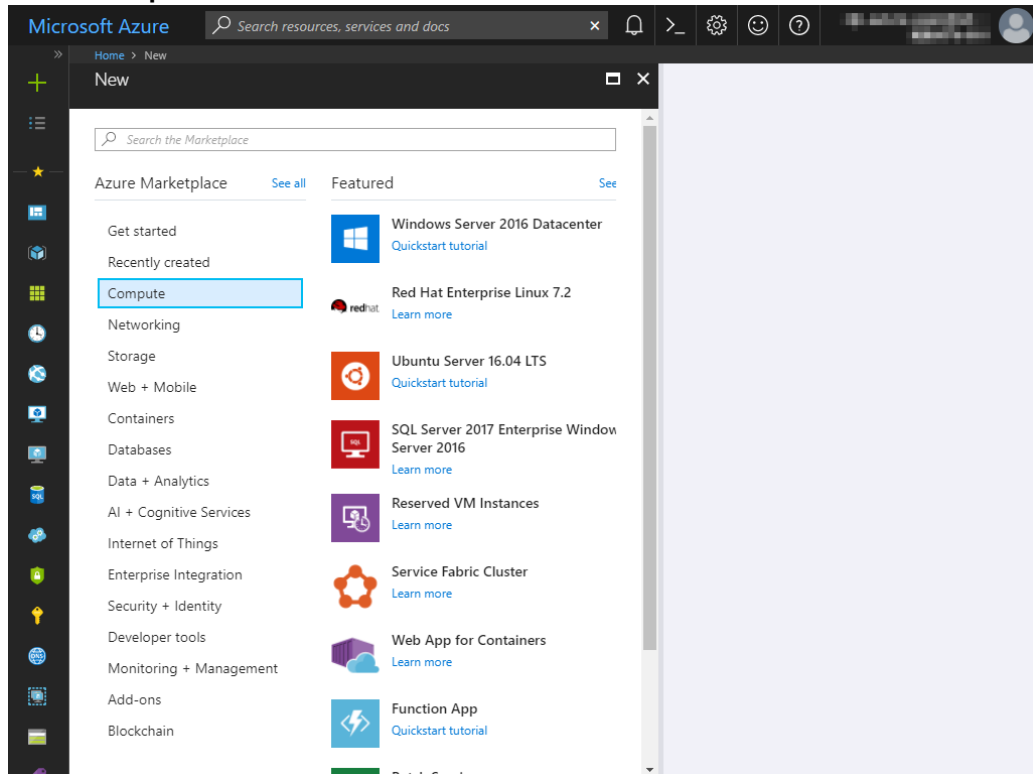 Microsoft Azure
Search resources, services and docs
Home > New
New
Search the Marketplace
Azure Marketplace See all
Get started
Recently created
Compute
Networking
Storage
Web + Mobile
Containers
Databases
Data + Analytics
AI + Cognitive Services
Internet of Things
Enterprise Integration
Security + Identity
Developer tools
Monitoring + Management
Add-ons
Blockchain
Featured See
Windows Server 2016 Datacenter
Quickstart tutorial
redhat
Red Hat Enterprise Linux 7.2
Learn more
Ubuntu Server 16.04 LTS
Quickstart tutorial
SQL
SQL Server 2017 Enterprise Window
Server 2016
Learn more
Reserved VM Instances
Learn more
Service Fabric Cluster
Learn more
Web App for Containers
Learn more
Function App
Quickstart tutorial
SQL
DNS